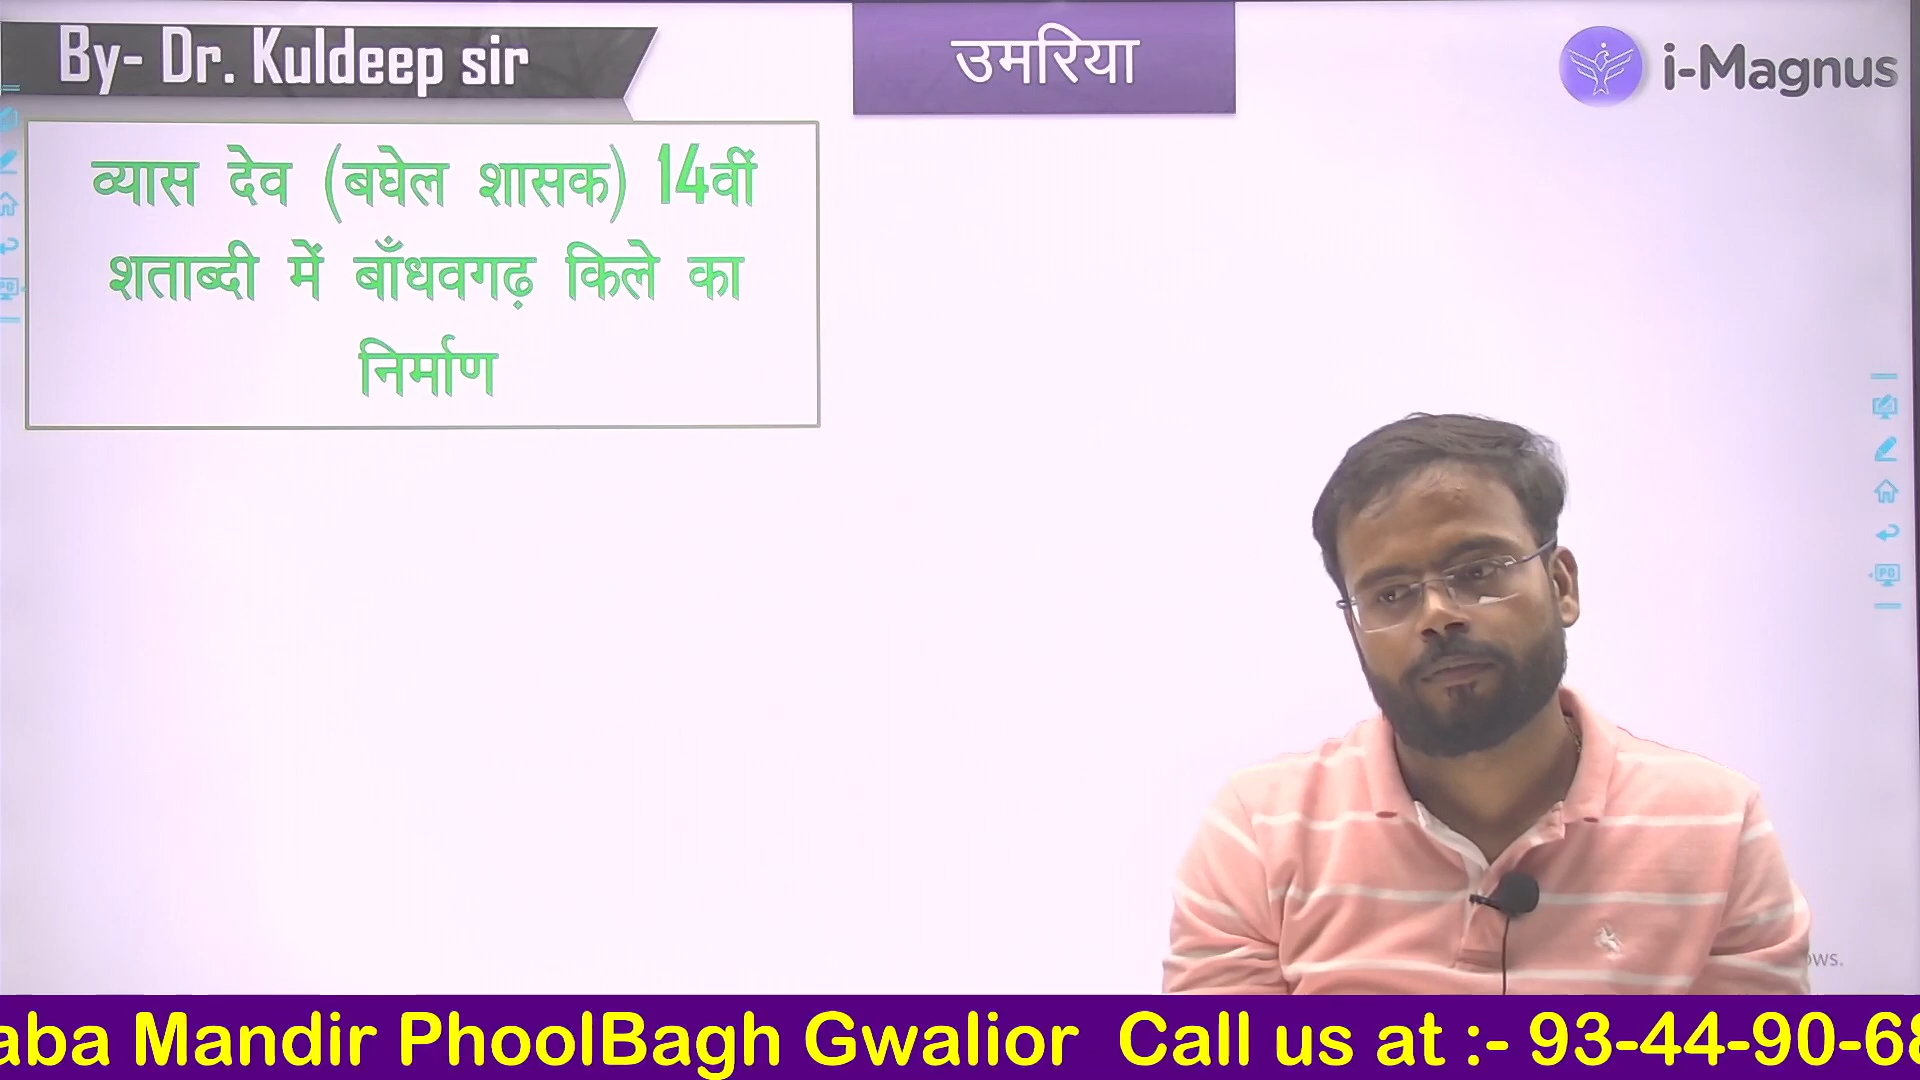 By- Dr. Kuldeep sir
उमरिया
i-Magnus
व्यास देव (बघेल शासक) 14वीं
शताब्दी में बाँधवगढ़ किले का
निर्माण
Mandir PhoolBagh Gwalior Call us at :- 93-44-90-68